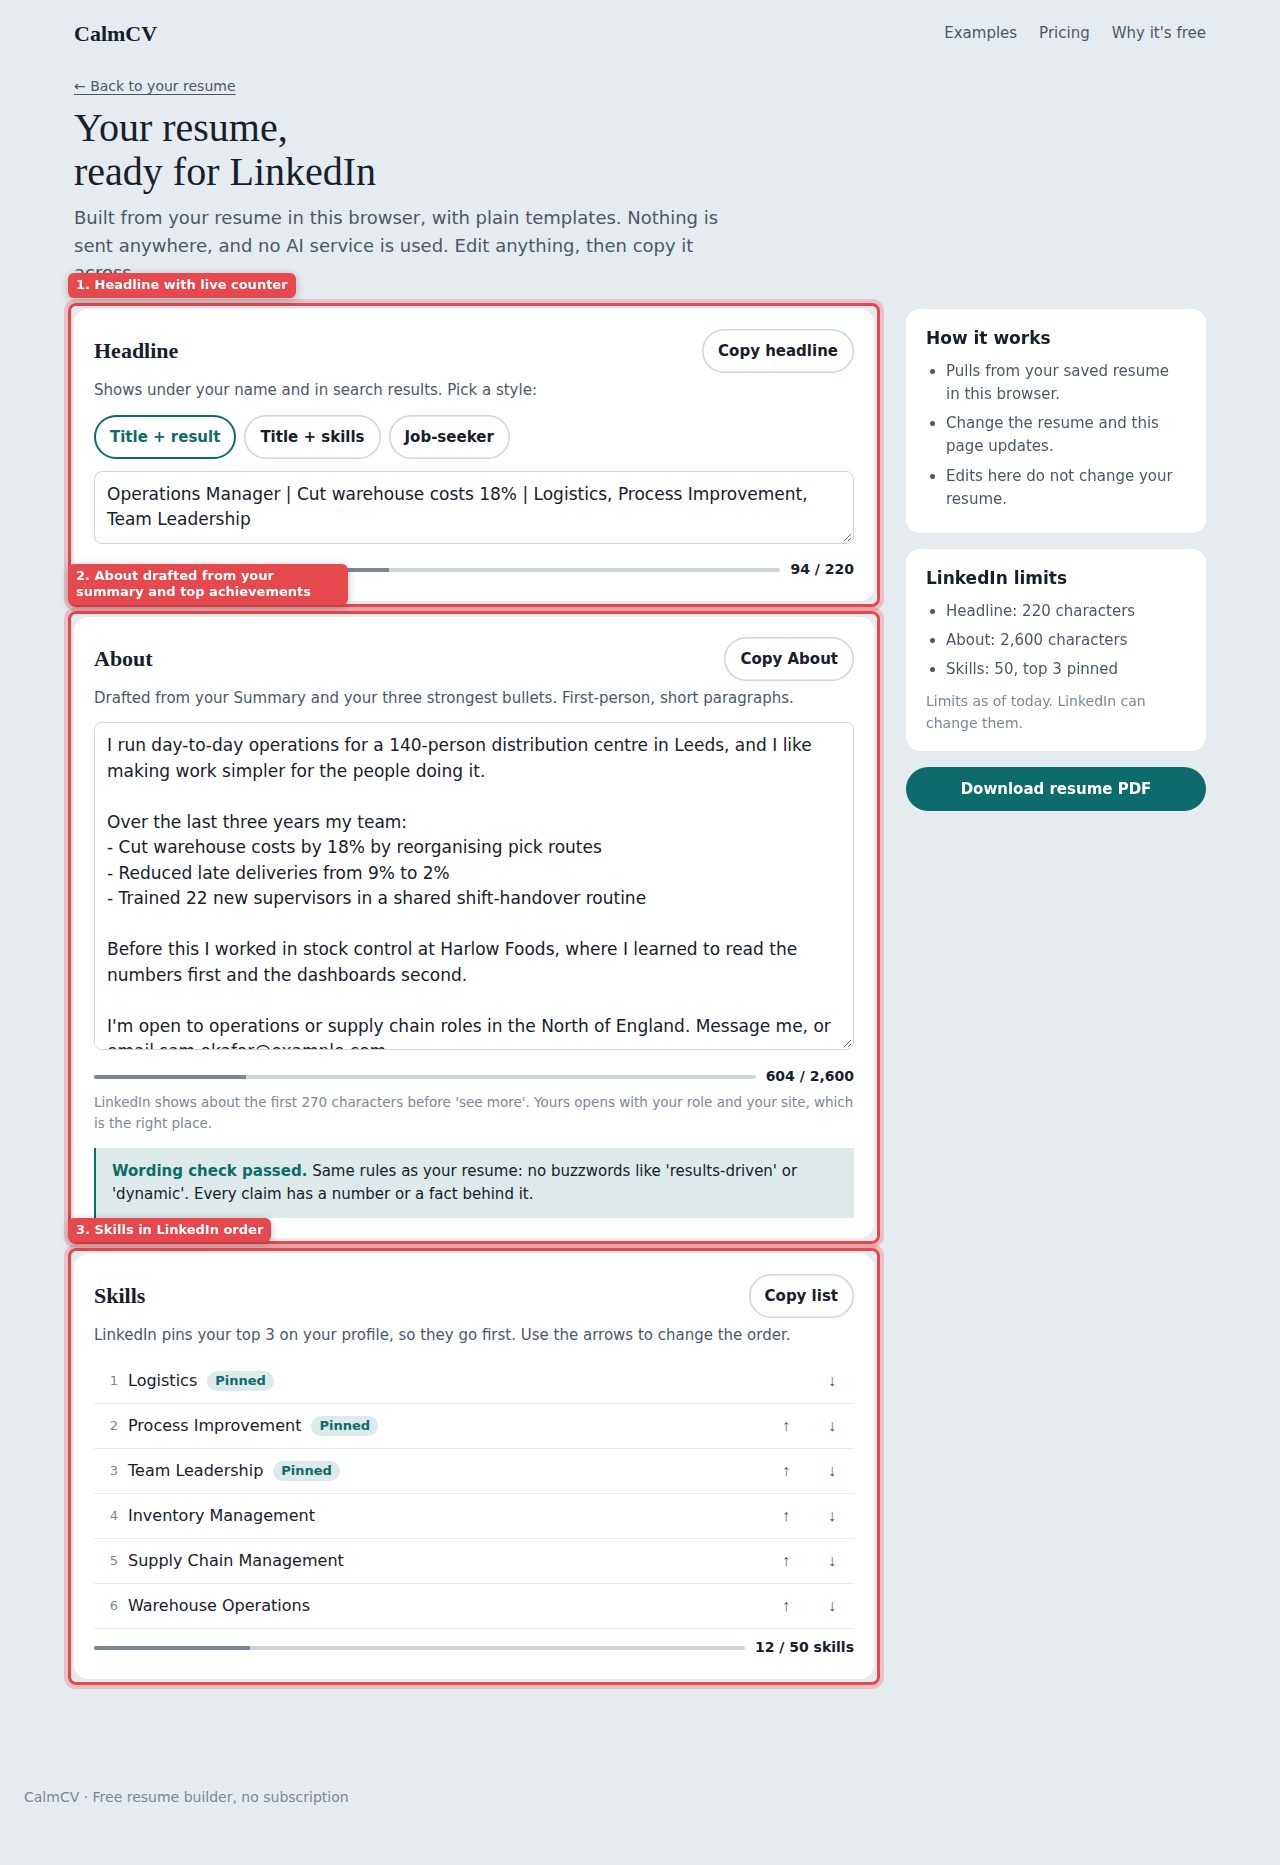 CalmCV
Examples
Pricing
Why it's free
← Back to your resume
Your resume,
ready for LinkedIn
Built from your resume in this browser, with plain templates. Nothing is
sent anywhere, and no AI service is used. Edit anything, then copy it
across.
1. Headline with live counter
Headline
Copy headline
Shows under your name and in search results. Pick a style:
Title + result
Title + skills
Job-seeker
Operations Manager | Cut warehouse costs 18% | Logistics, Process Improvement,
Team Leadership
94 / 220
2. About drafted from your
summary and top achievements
About
Copy About
Drafted from your Summary and your three strongest bullets. First-person, short paragraphs.
I run day-to-day operations for a 140-person distribution centre in Leeds, and I like
making work simpler for the people doing it.
Over the last three years my team:
- Cut warehouse costs by 18% by reorganising pick routes
- Reduced late deliveries from 9% to 2%
- Trained 22 new supervisors in a shared shift-handover routine
Before this I worked in stock control at Harlow Foods, where I learned to read the
numbers first and the dashboards second.
I'm open to operations or supply chain roles in the North of England. Message me, or
email sam.okafor@example.com
604 / 2,600
LinkedIn shows about the first 270 characters before 'see more'. Yours opens with your role and your site, which
is the right place.
Wording check passed. Same rules as your resume: no buzzwords like 'results-driven' or
'dynamic'. Every claim has a number or a fact behind it.
3. Skills in LinkedIn order
Skills
Copy list
LinkedIn pins your top 3 on your profile, so they go first. Use the arrows to change the order.
1 Logistics Pinned ↓
2 Process Improvement Pinned ↑ ↓
3 Team Leadership Pinned ↑ ↓
4 Inventory Management ↑ ↓
5 Supply Chain Management ↑ ↓
6 Warehouse Operations ↑ ↓
12 / 50 skills
How it works
• Pulls from your saved resume
in this browser.
• Change the resume and this
page updates.
• Edits here do not change your
resume.
LinkedIn limits
• Headline: 220 characters
• About: 2,600 characters
• Skills: 50, top 3 pinned
Limits as of today. LinkedIn can
change them.
Download resume PDF
CalmCV · Free resume builder, no subscription